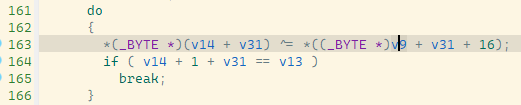 161 do
162 {
163 *(_BYTE *)(v14 + v31) ^= *((_BYTE *)v9 + v31 + 16);
164 if ( v14 + 1 + v31 == v13 )
165 break;
166 }